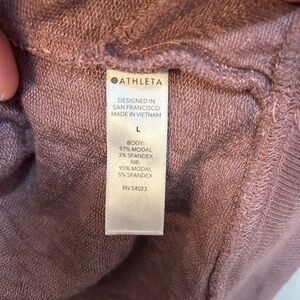 ATHLETA
DESIGNED IN
SAN FRANCISCO
MADE IN VIETNAM
L
BODY:
97% MODAL
3% SPANDEX
RIB:
95% MODAL
5% SPANDEX
RN 54023